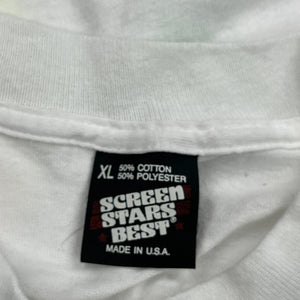 XL 50% COTTON
50% POLYESTER
SCREEN
STARS
BEST®
MADE IN U.S.A.